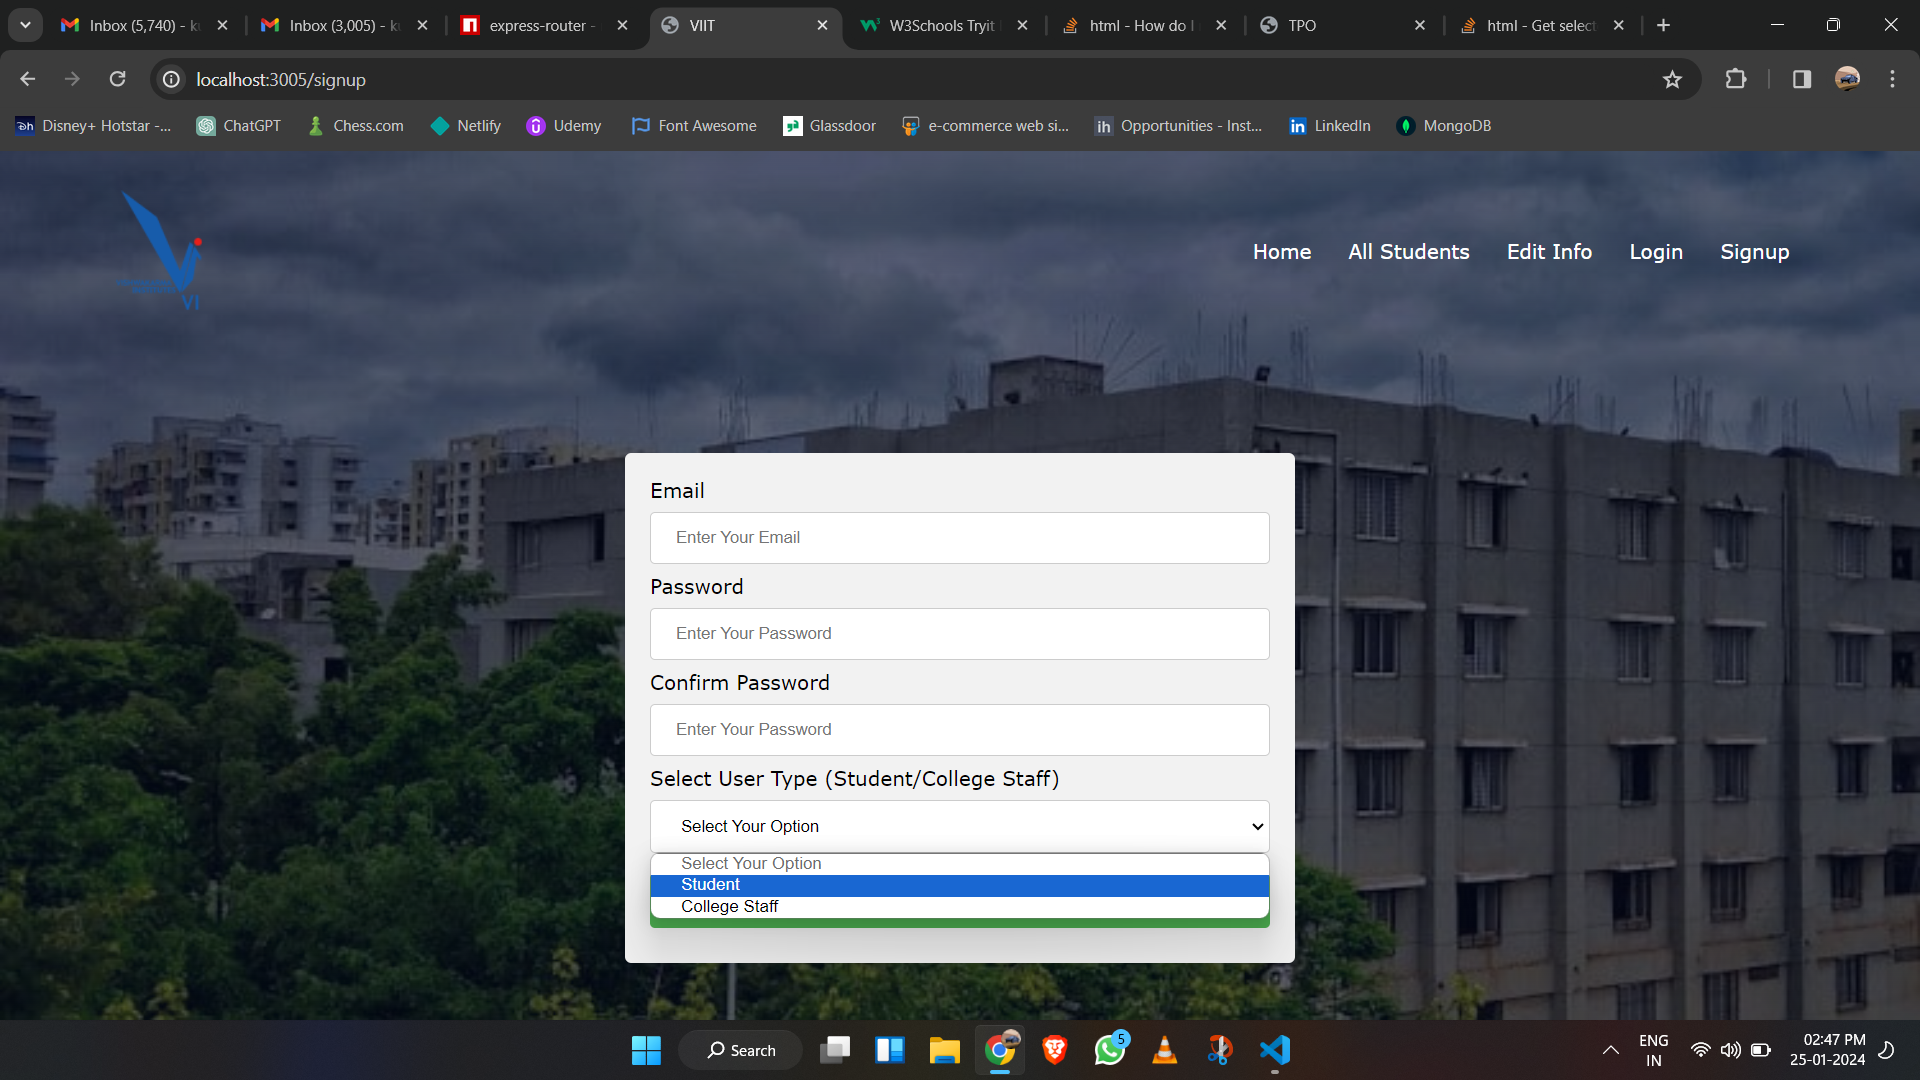 Inbox (5,740) - k
Inbox (3,005) - k
express-router -
VIIT
W3Schools Tryit
html - How do I
TPO
html - Get select
localhost:3005/signup
Disney+ Hotstar -...
ChatGPT
Chess.com
Netlify
Udemy
Font Awesome
Glassdoor
e-commerce web si...
ih
Opportunities - Inst...
in
LinkedIn
MongoDB
VI
Home
All Students
Edit Info
Login
Signup
Email
Enter Your Email
Password
Enter Your Password
Confirm Password
Enter Your Password
Select User Type (Student/College Staff)
Select Your Option
Select Your Option
Student
College Staff
Search
5
ENG
IN
02:47 PM
25-01-2024